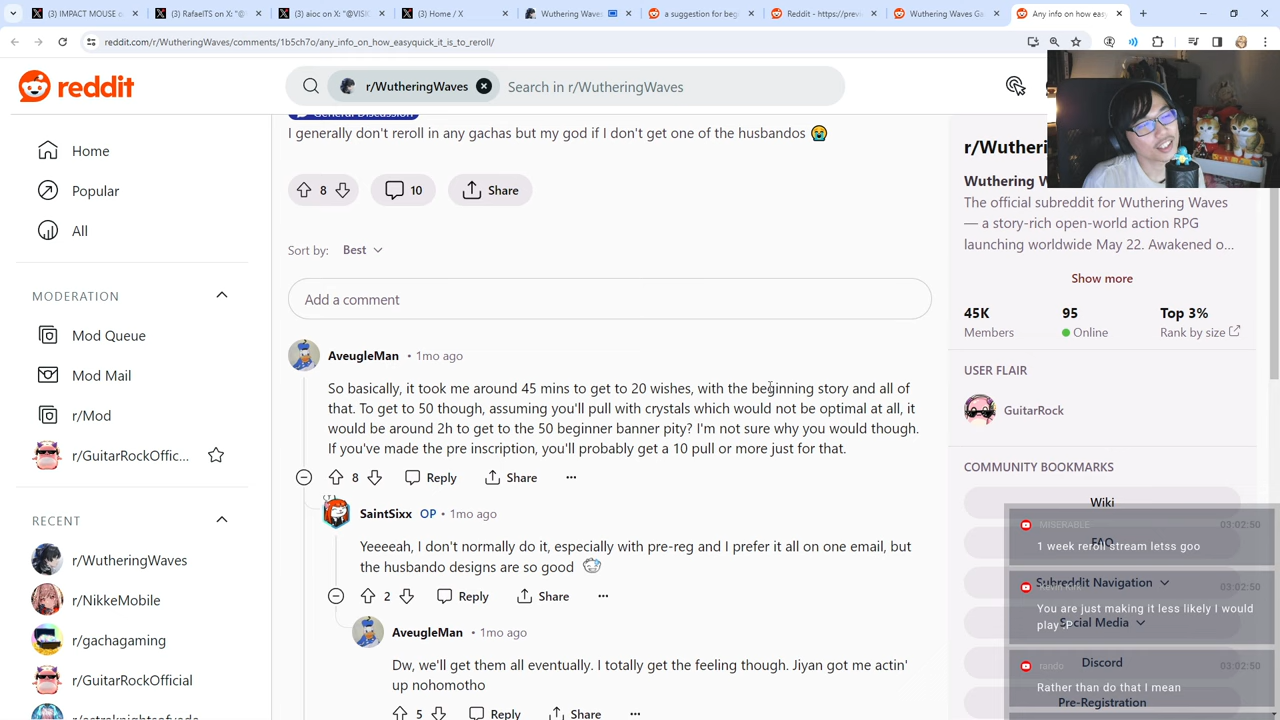 (3) IMPACT MOUSE o
(3) RafaelTS on X: "@
(3) aioc on X: "@VISIC
(3) Home / X
Wuthering Waves
a suggestion for beg
Reddit - https://previ
Wuthering Waves Ga
Any info on how easy
reddit.com/r/WutheringWaves/comments/1b5ch7o/any_info_on_how_easyquick_it_is_to_reroll/
reddit
r/WutheringWaves
Search in r/WutheringWaves
Home
Popular
All
MODERATION
Mod Queue
Mod Mail
r/Mod
r/GuitarRockOffic...
RECENT
r/WutheringWaves
r/NikkeMobile
r/gachagaming
r/GuitarRockOfficial
General Discussion
I generally don't reroll in any gachas but my god if I don't get one of the husbandos 😭
8
10
Share
Sort by:
Best
Add a comment
AveugleMan • 1mo ago
So basically, it took me around 45 mins to get to 20 wishes, with the beginning story and all of
that. To get to 50 though, assuming you'll pull with crystals which would not be optimal at all, it
would be around 2h to get to the 50 beginner banner pity? I'm not sure why you would though.
If you've made the pre inscription, you'll probably get a 10 pull or more just for that.
8
Reply
Share
SaintSixx OP • 1mo ago
Yeeeeah, I don't normally do it, especially with pre-reg and I prefer it all on one email, but
the husbando designs are so good
2
Reply
Share
AveugleMan • 1mo ago
Dw, we'll get them all eventually. I totally get the feeling though. Jiyan got me actin'
up nohomotho
5
Reply
Share
r/Wutheri
Wuthering W
The official subreddit for Wuthering Waves
— a story-rich open-world action RPG
launching worldwide May 22. Awakened o...
Show more
45K
Members
95
Online
Top 3%
Rank by size
USER FLAIR
GuitarRock
COMMUNITY BOOKMARKS
Wiki
MISERABLE
03:02:50
FAQ
1 week reroll stream letss goo
Subreddit Navigation
03:02:50
You are just making it less likely I would
play :P
Social Media
Discord
rando
03:02:50
Rather than do that I mean
Pre-Registration